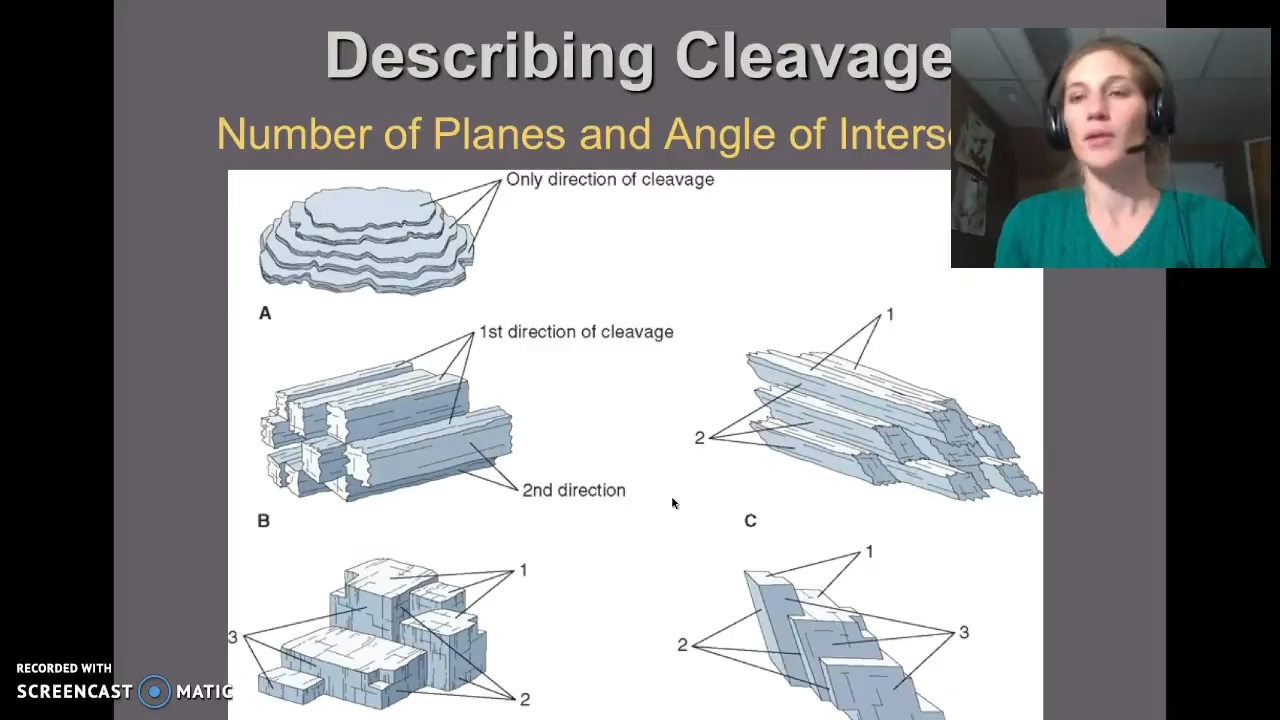 Describing Cleavage
Number of Planes and Angle of
Only direction of cleavage
A
1st direction of cleavage
2nd direction
B
1
2
C
1
3
2
1
2
3
RECORDED WITH
SCREENCAST MATIC